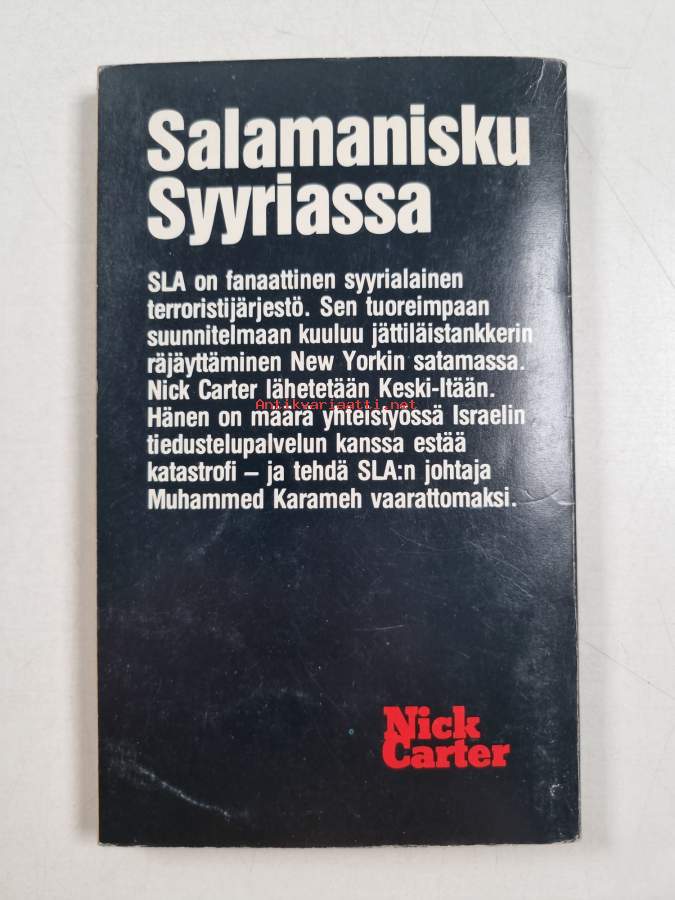 Salamanisku
Syyriassa
SLA on fanaattinen syyrialainen
terroristijärjestö. Sen tuoreimpaan
suunnitelmaan kuuluu jättiläistankkerin
räjäyttäminen New Yorkin satamassa.
Nick Carter lähetetään Keski-Itään.
Antikvariaatti.net
Hänen on määrä yhteistyössä Israelin
tiedustelupalvelun kanssa estää
katastrofi – ja tehdä SLA:n johtaja
Muhammed Karameh vaarattomaksi.
Nick
Carter